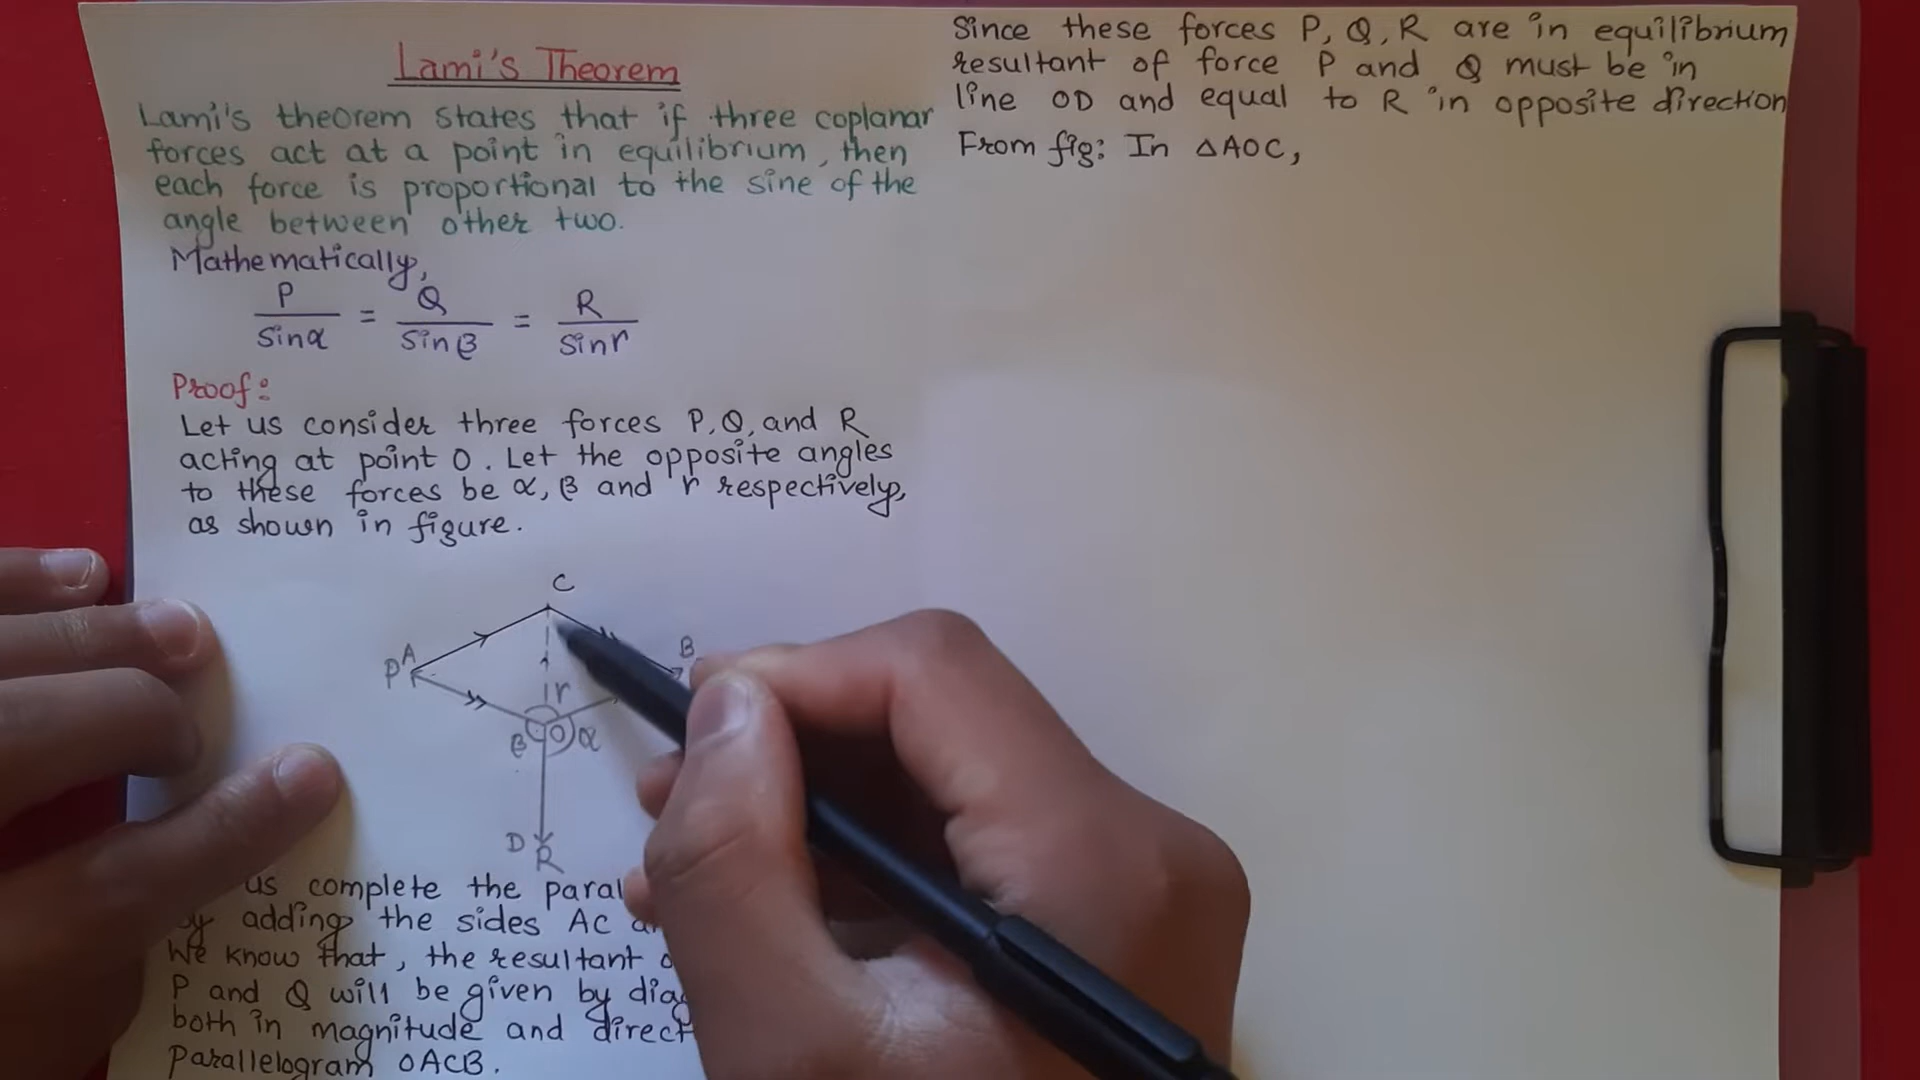 Lami's Theorem
Lami's theorem states that if three coplanar
forces act at a point in equilibrium, then
each force is proportional to the sine of the
angle between other two.
Mathematically,
P/sinα = Q/sinβ = R/sinr
Proof:
Let us consider three forces P, Q, and R
acting at point O. Let the opposite angles
to these forces be α, β and r respectively,
as shown in figure.
C
A
P
B
r
β
O
α
D
R
us complete the
by adding the sides AC
We know that, the resultant
P and Q will be given by
both in magnitude and
Parallelogram OACB.
Since these forces P, Q, R are in equilibrium
resultant of force P and Q must be in
line OD and equal to R in opposite direction
From fig: In △AOC,